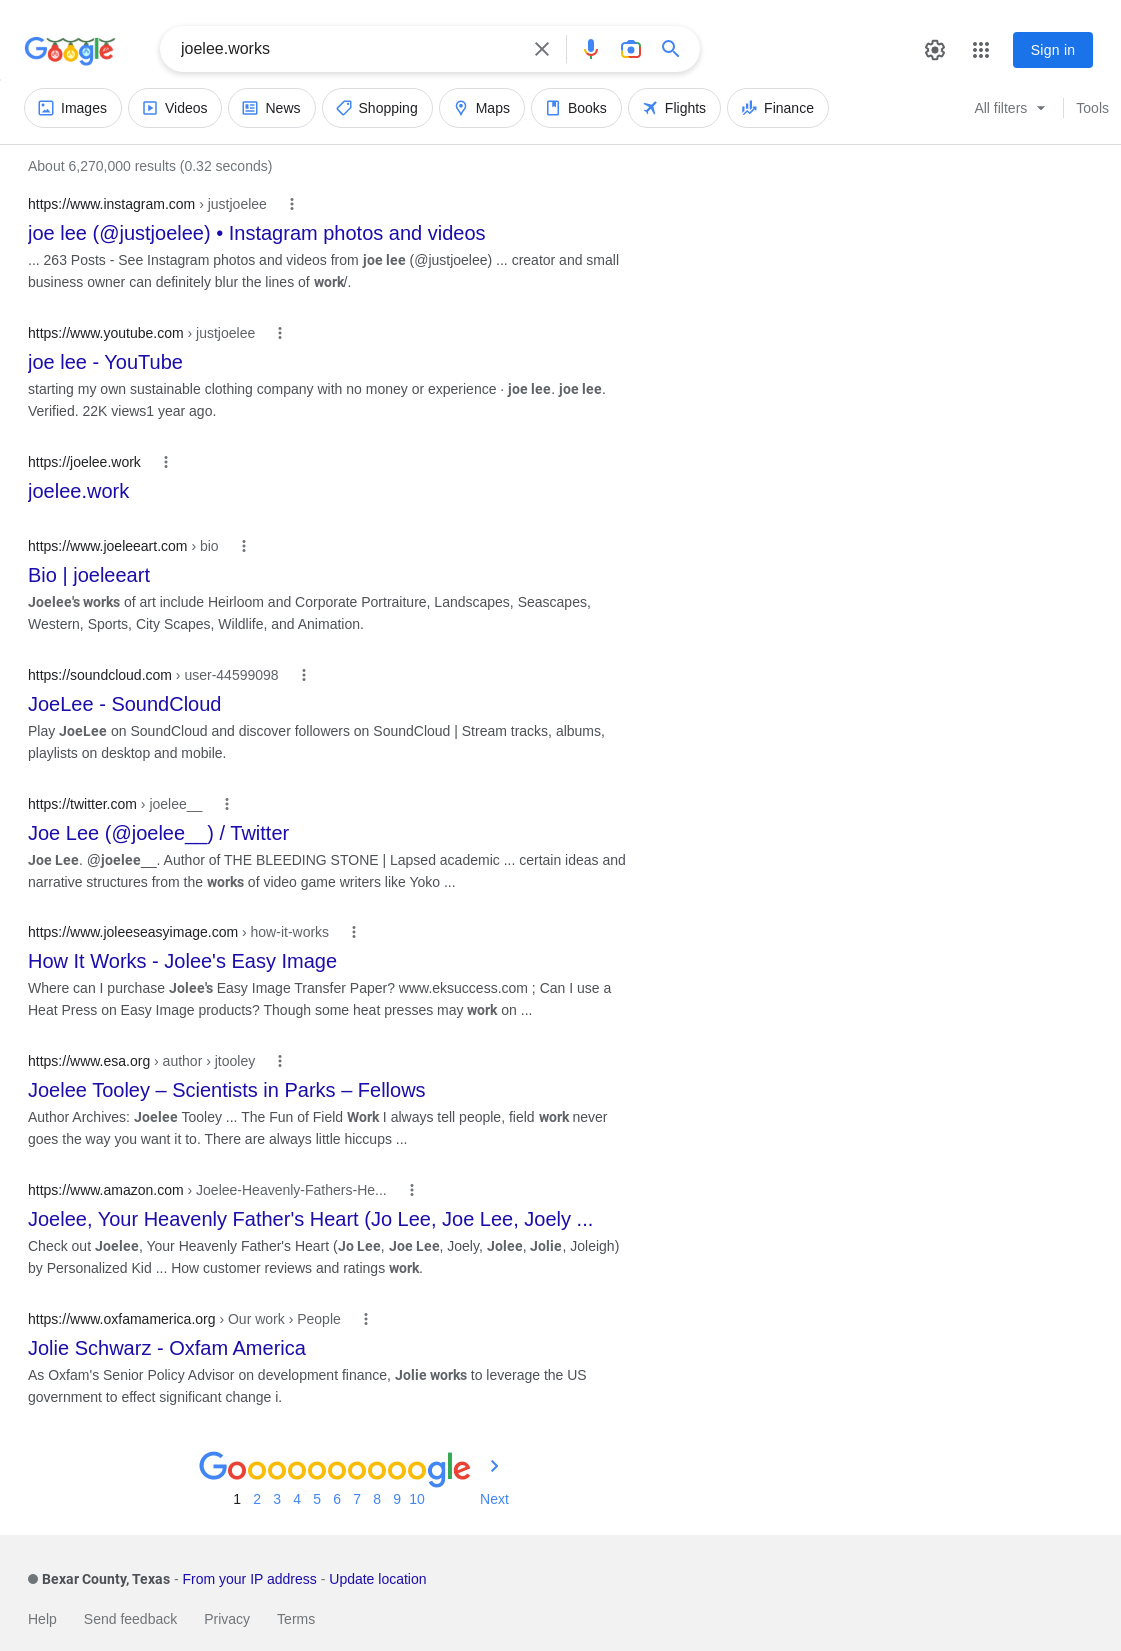 Google
joelee.works
Sign in
Images
Videos
News
Shopping
Maps
Books
Flights
Finance
All filters
Tools
About 6,270,000 results (0.32 seconds)
https://www.instagram.com › justjoelee
joe lee (@justjoelee) • Instagram photos and videos
... 263 Posts - See Instagram photos and videos from joe lee (@justjoelee) ... creator and small
business owner can definitely blur the lines of work/.
https://www.youtube.com › justjoelee
joe lee - YouTube
starting my own sustainable clothing company with no money or experience · joe lee. joe lee.
Verified. 22K views1 year ago.
https://joelee.work
joelee.work
https://www.joeleeart.com › bio
Bio | joeleeart
Joelee's works of art include Heirloom and Corporate Portraiture, Landscapes, Seascapes,
Western, Sports, City Scapes, Wildlife, and Animation.
https://soundcloud.com › user-44599098
JoeLee - SoundCloud
Play JoeLee on SoundCloud and discover followers on SoundCloud | Stream tracks, albums,
playlists on desktop and mobile.
https://twitter.com › joelee__
Joe Lee (@joelee__) / Twitter
Joe Lee. @joelee__. Author of THE BLEEDING STONE | Lapsed academic ... certain ideas and
narrative structures from the works of video game writers like Yoko ...
https://www.joleeseasyimage.com › how-it-works
How It Works - Jolee's Easy Image
Where can I purchase Jolee's Easy Image Transfer Paper? www.eksuccess.com ; Can I use a
Heat Press on Easy Image products? Though some heat presses may work on ...
https://www.esa.org › author › jtooley
Joelee Tooley – Scientists in Parks – Fellows
Author Archives: Joelee Tooley ... The Fun of Field Work I always tell people, field work never
goes the way you want it to. There are always little hiccups ...
https://www.amazon.com › Joelee-Heavenly-Fathers-He...
Joelee, Your Heavenly Father's Heart (Jo Lee, Joe Lee, Joely ...
Check out Joelee, Your Heavenly Father's Heart (Jo Lee, Joe Lee, Joely, Jolee, Jolie, Joleigh)
by Personalized Kid ... How customer reviews and ratings work.
https://www.oxfamamerica.org › Our work › People
Jolie Schwarz - Oxfam America
As Oxfam's Senior Policy Advisor on development finance, Jolie works to leverage the US
government to effect significant change i.
Goooooooooogle
1 2 3 4 5 6 7 8 9 10 Next
Bexar County, Texas - From your IP address - Update location
Help Send feedback Privacy Terms